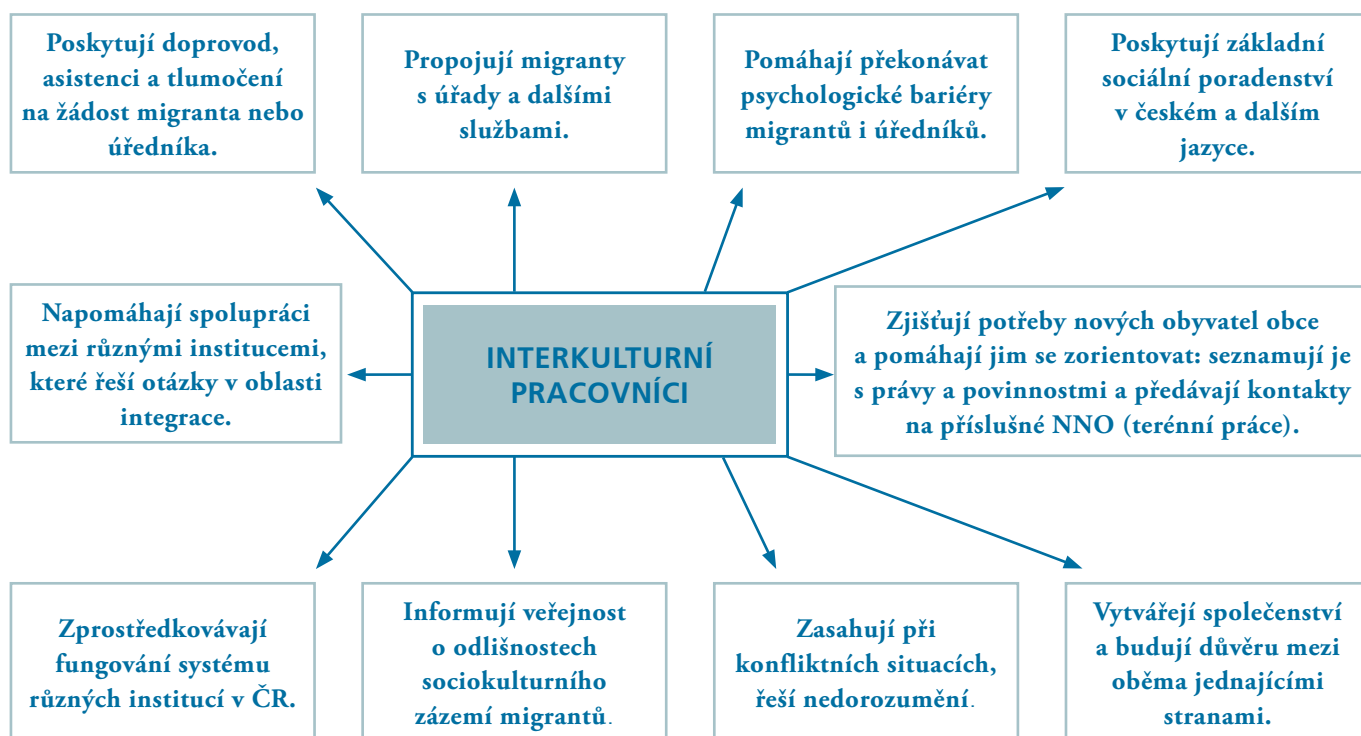 Poskytují doprovod,
asistenci a tlumočení
na žádost migranta nebo
úředníka.
Propojují migranty
s úřady a dalšími
službami.
Pomáhají překonávat
psychologické bariéry
migrantů i úředníků.
Poskytují základní
sociální poradenství
v českém a dalším
jazyce.
Napomáhají spolupráci
mezi různými institucemi,
které řeší otázky v oblasti
integrace.
INTERKULTURNÍ
PRACOVNÍCI
Zjišťují potřeby nových obyvatel obce
a pomáhají jim se zorientovat: seznamují je
s právy a povinnostmi a předávají kontakty
na příslušné NNO (terénní práce).
Zprostředkovávají
fungování systému
různých institucí v ČR.
Informují veřejnost
o odlišnostech
sociokulturního
zázemí migrantů.
Zasahují při
konfliktních situacích,
řeší nedorozumění.
Vytvářejí společenství
a budují důvěru mezi
oběma jednajícími
stranami.